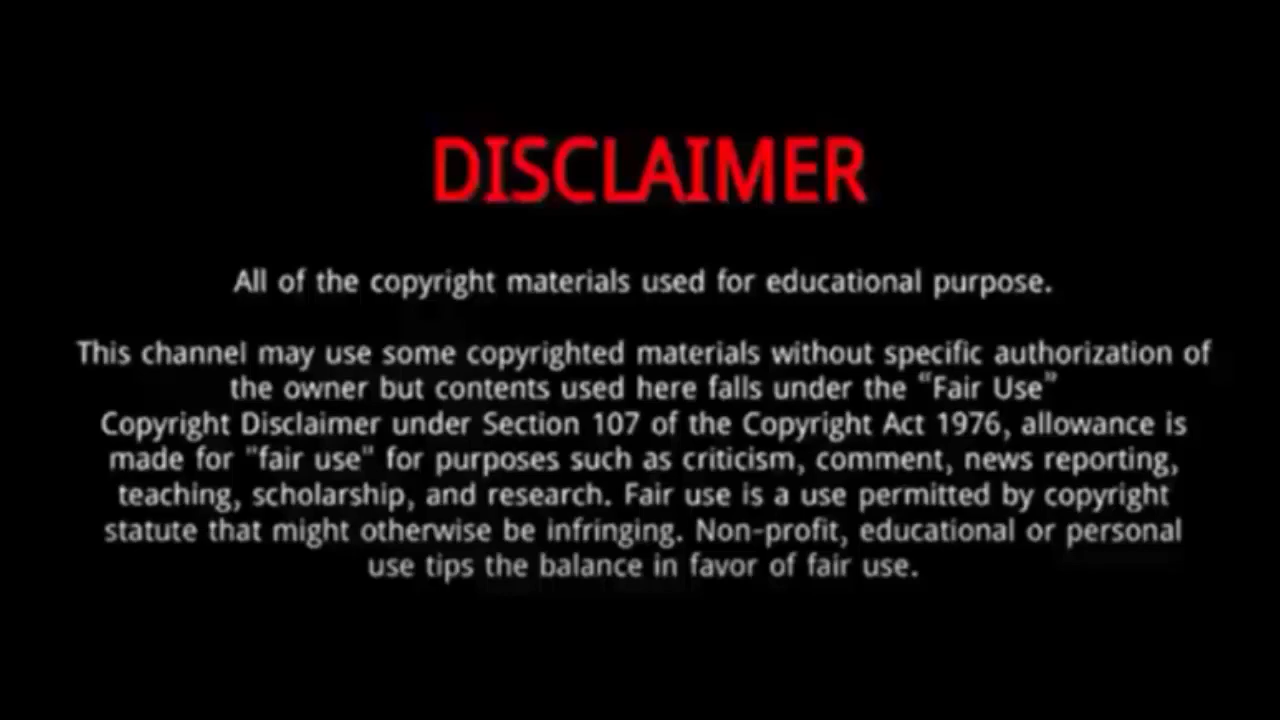 DISCLAIMER
All of the copyright materials used for educational purpose.
This channel may use some copyrighted materials without specific authorization of
the owner but contents used here falls under the “Fair Use”
Copyright Disclaimer under Section 107 of the Copyright Act 1976, allowance is
made for "fair use" for purposes such as criticism, comment, news reporting,
teaching, scholarship, and research. Fair use is a use permitted by copyright
statute that might otherwise be infringing. Non-profit, educational or personal
use tips the balance in favor of fair use.